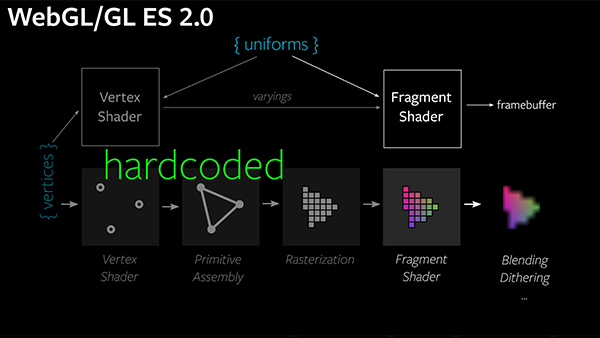 WebGL/GL ES 2.0
{ uniforms }
Vertex
Shader
varyings
Fragment
Shader
framebuffer
{ vertices }
hardcoded
Vertex
Shader
Primitive
Assembly
Rasterization
Fragment
Shader
Blending
Dithering
...